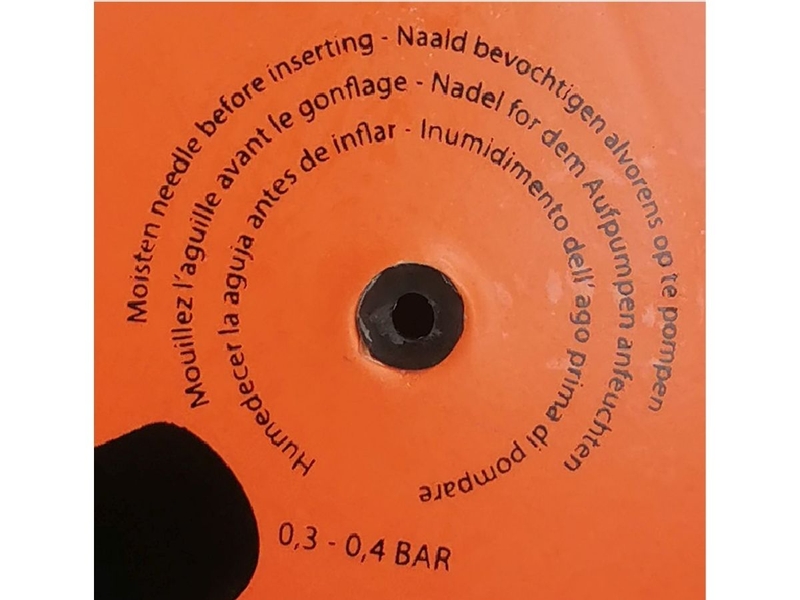 Moisten needle before inserting - Naald bevochtigen alvorens op te pompen
Mouillez l'aguille avant le gonflage - Nadel for dem Aufpumpen anfeuchten
Humedecer la aguja antes de inflar - Inumidimento dell' ago prima di pompare
0,3 - 0,4 BAR